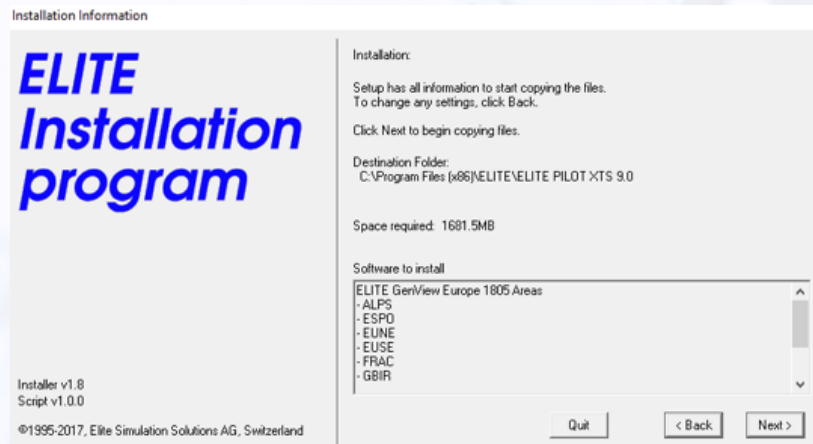 Installation Information
ELITE
Installation
program
Installer v1.8
Script v1.0.0
©1995-2017, Elite Simulation Solutions AG, Switzerland
Installation:
Setup has all information to start copying the files.
To change any settings, click Back.
Click Next to begin copying files.
Destination Folder:
C:\Program Files (x86)\ELITE\ELITE PILOT XTS 9.0
Space required: 1681.5MB
Software to install
ELITE GenView Europe 1805 Areas
- ALPS
- ESPO
- EUNE
- EUSE
- FRAC
- GBIR
Quit
< Back
Next >